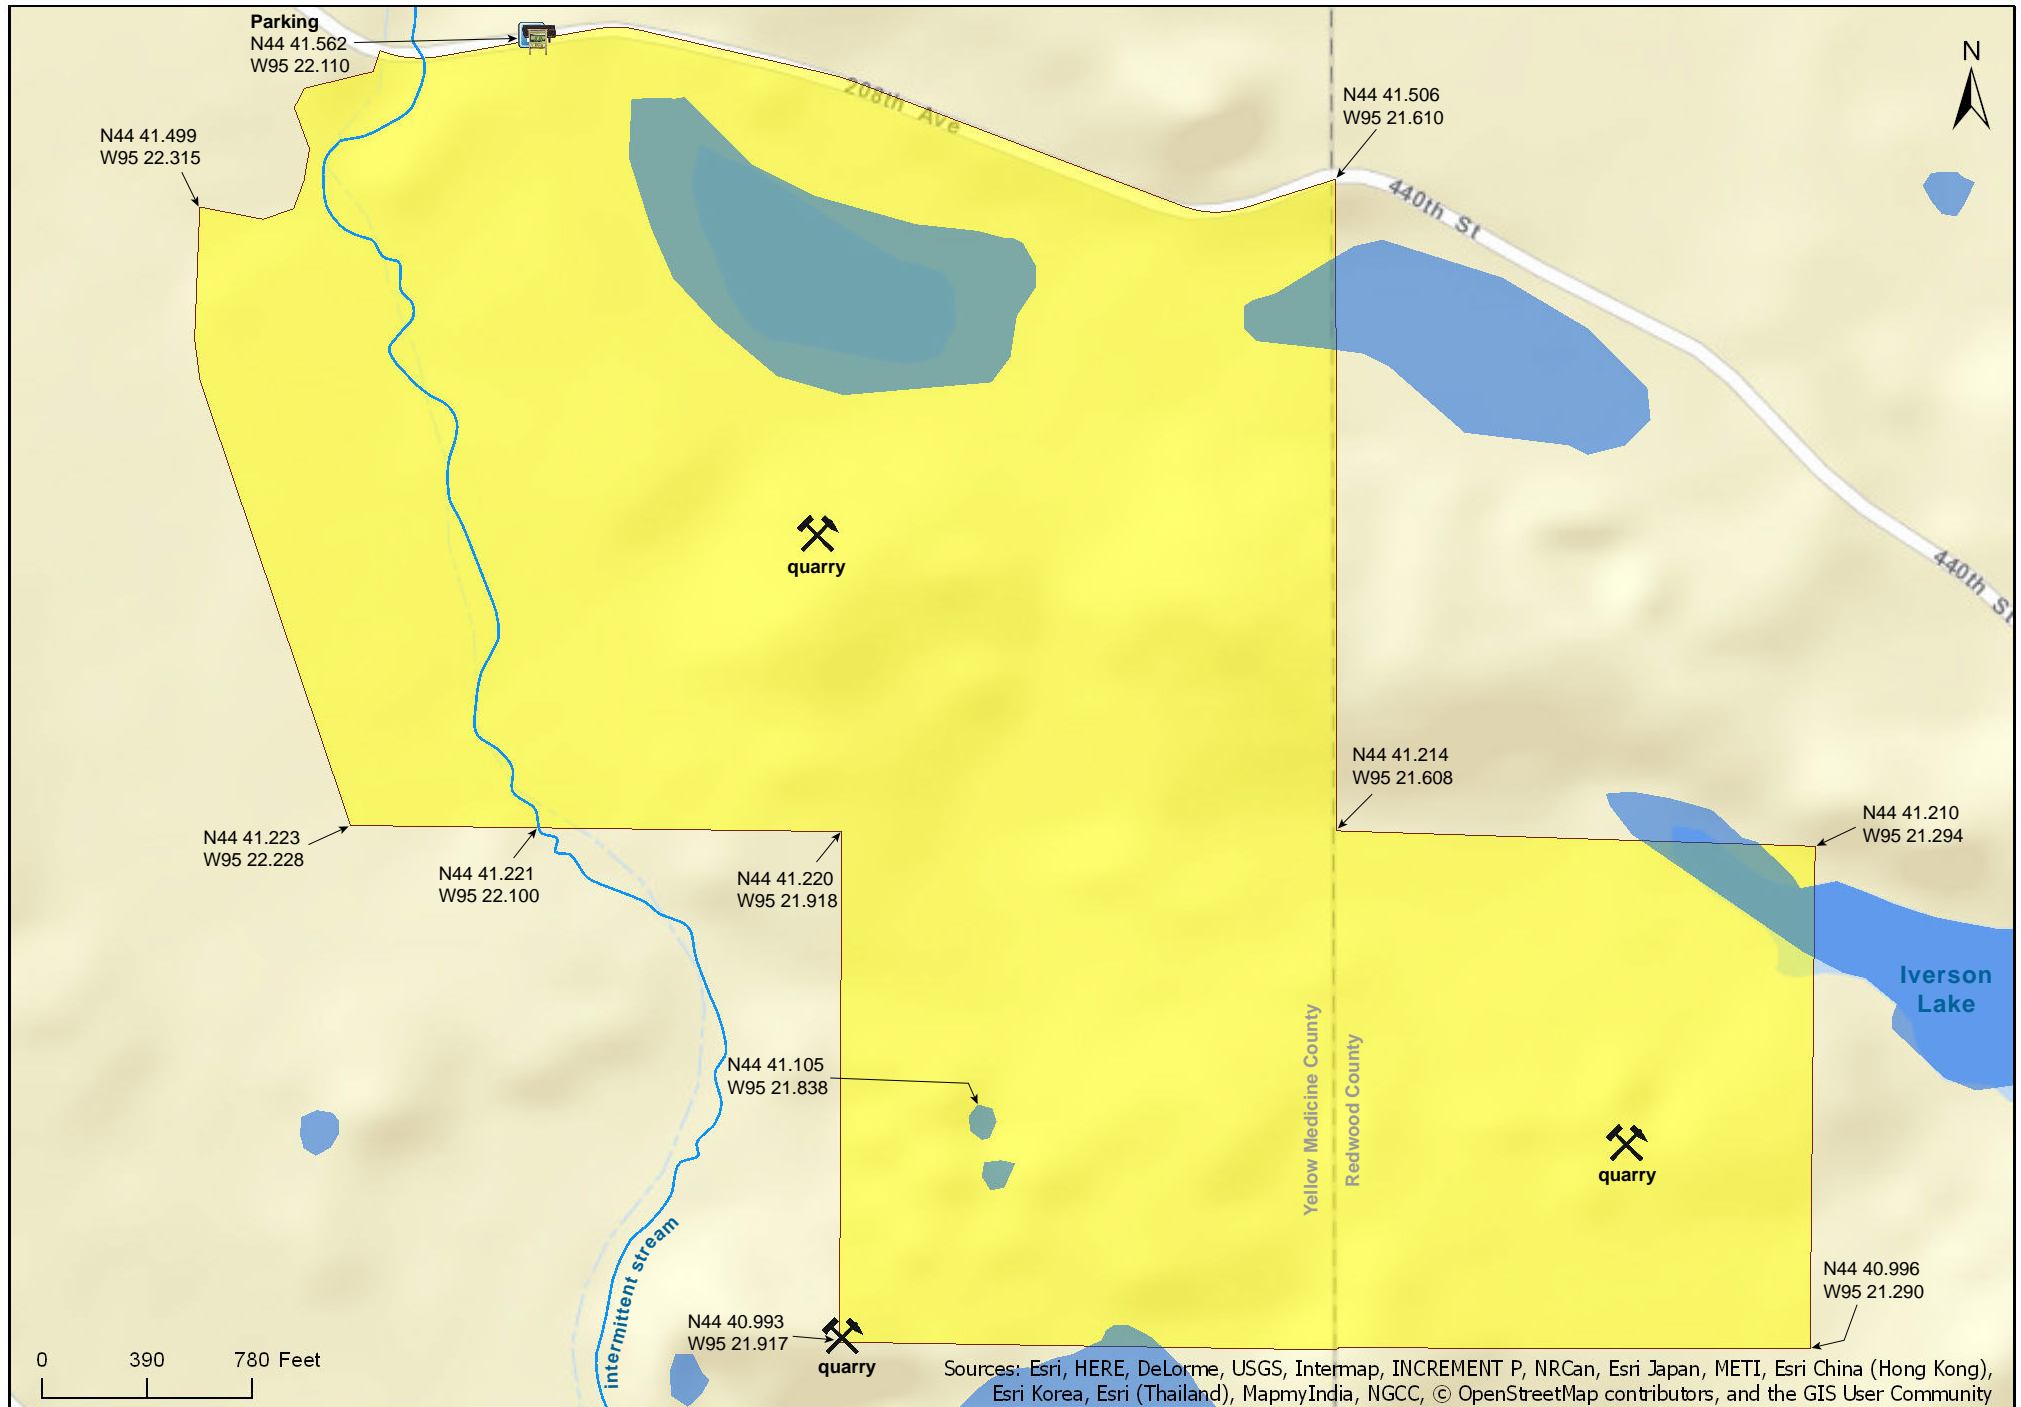 Parking
N44 41.562
W95 22.110
N
208th Ave
N44 41.506
W95 21.610
N44 41.499
W95 22.315
440th St
quarry
440th St
N44 41.214
W95 21.608
N44 41.210
W95 21.294
N44 41.223
W95 22.228
N44 41.221
W95 22.100
N44 41.220
W95 21.918
Iverson
Lake
N44 41.105
W95 21.838
Yellow Medicine County
Redwood County
quarry
intermittent stream
N44 40.996
W95 21.290
N44 40.993
W95 21.917
quarry
0 390 780 Feet
Sources: Esri, HERE, DeLorme, USGS, Intermap, INCREMENT P, NRCan, Esri Japan, METI, Esri China (Hong Kong),
Esri Korea, Esri (Thailand), MapmyIndia, NGCC, © OpenStreetMap contributors, and the GIS User Community